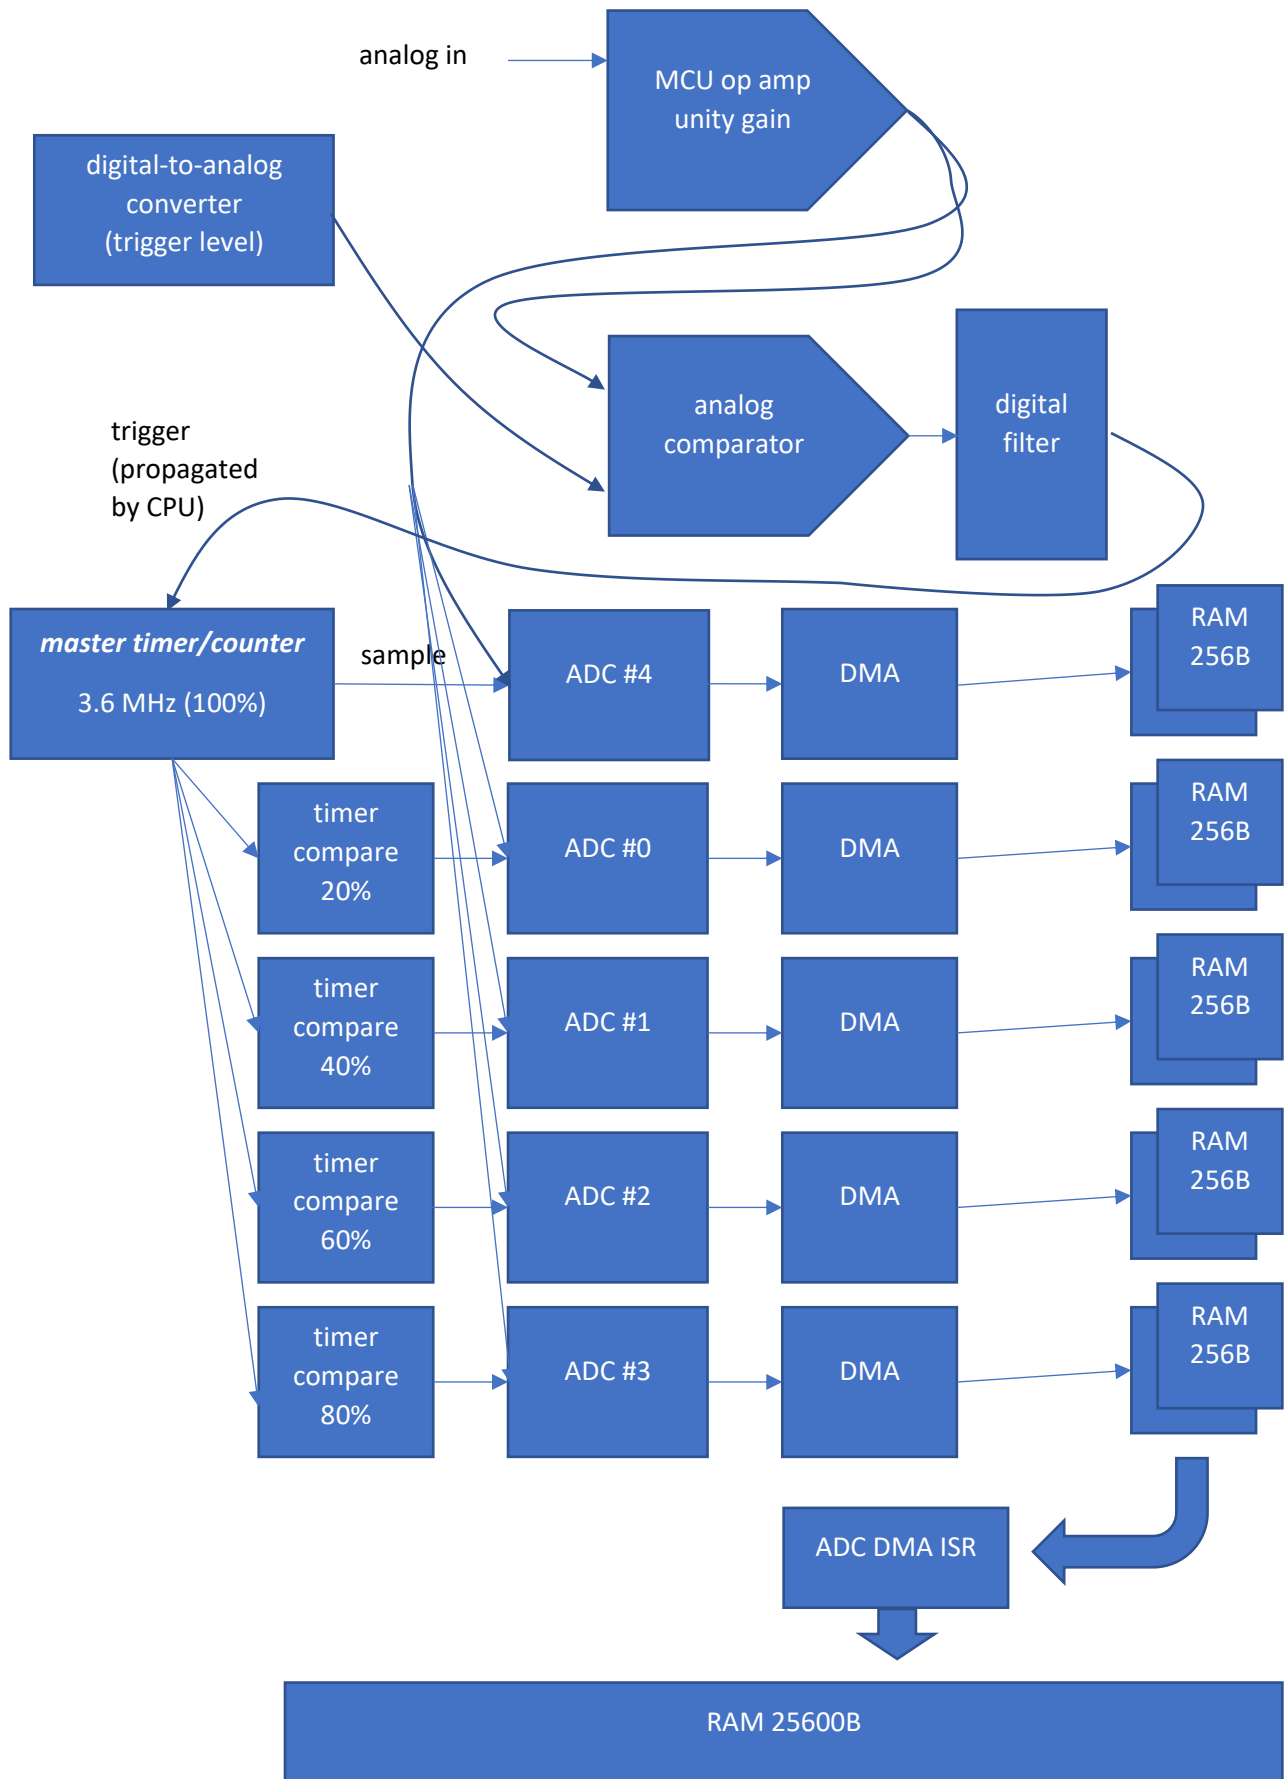 analog in
MCU op amp
unity gain
digital-to-analog
converter
(trigger level)
analog
comparator
digital
filter
trigger
(propagated
by CPU)
master timer/counter
3.6 MHz (100%)
sample
ADC #4
DMA
RAM
256B
timer
compare
20%
ADC #0
DMA
RAM
256B
timer
compare
40%
ADC #1
DMA
RAM
256B
timer
compare
60%
ADC #2
DMA
RAM
256B
timer
compare
80%
ADC #3
DMA
RAM
256B
ADC DMA ISR
RAM 25600B